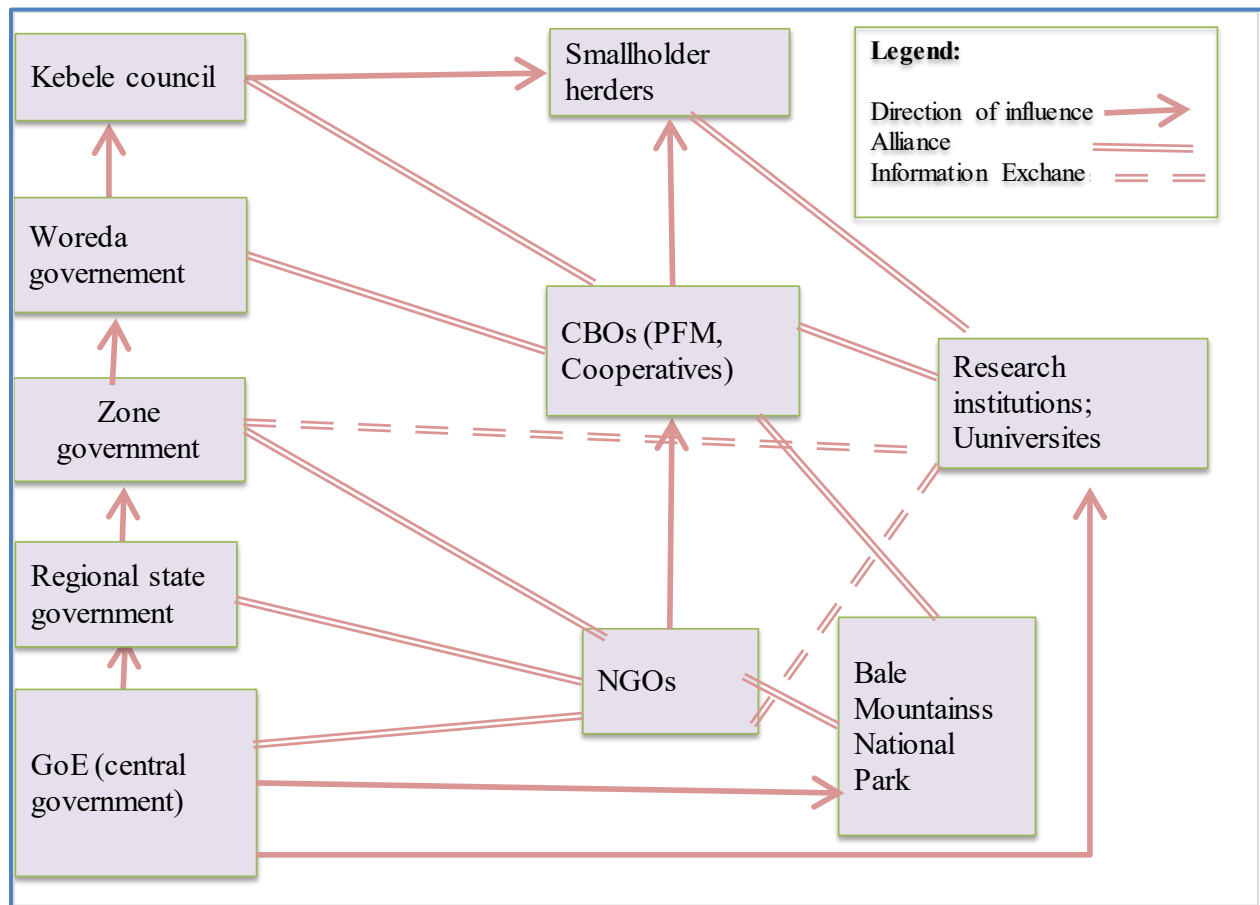 Kebele council
Smallholder
herders
Legend:
Direction of influence
Alliance
Information Exchane
Woreda
governement
CBOs (PFM,
Cooperatives)
Research
institutions;
Uuniversites
Zone
government
Regional state
government
NGOs
Bale
Mountainss
National
Park
GoE (central
government)